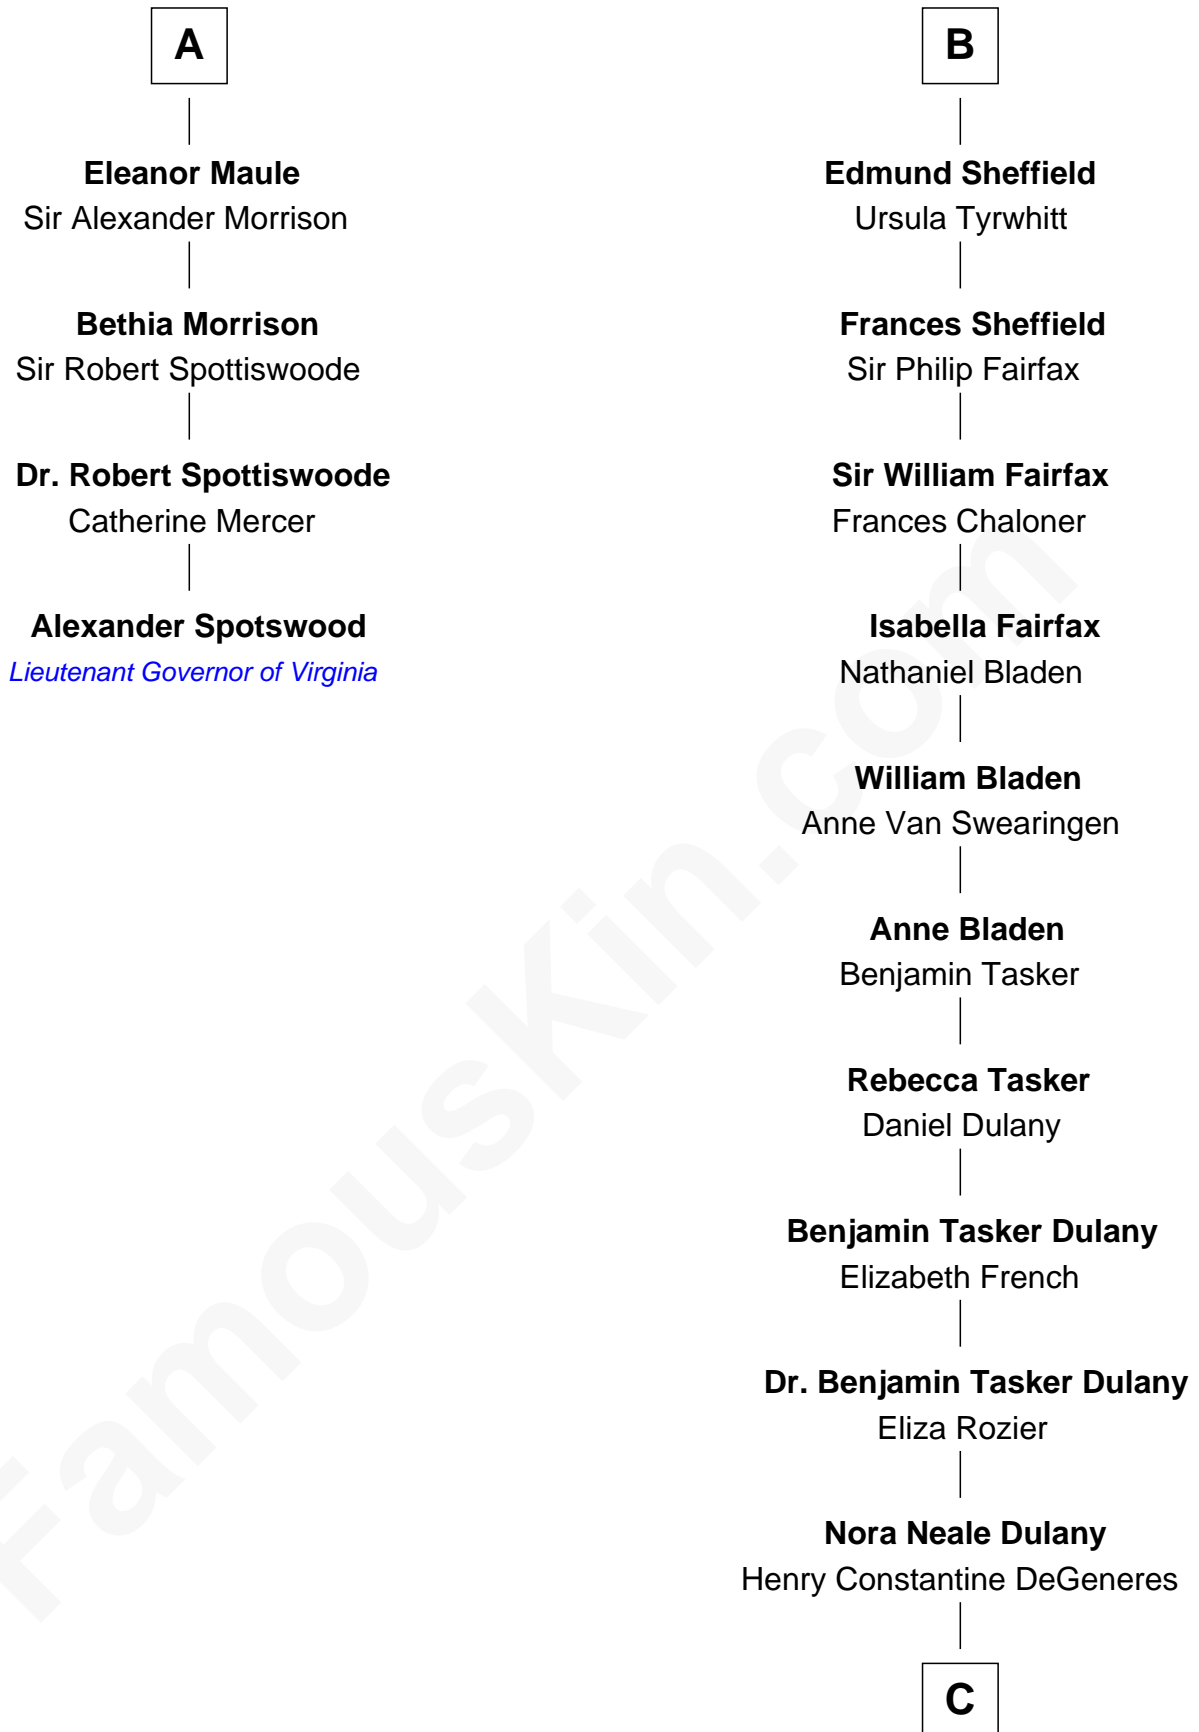 A
Eleanor Maule
Sir Alexander Morrison
Bethia Morrison
Sir Robert Spottiswoode
Dr. Robert Spottiswoode
Catherine Mercer
Alexander Spotswood
Lieutenant Governor of Virginia
B
Edmund Sheffield
Ursula Tyrwhitt
Frances Sheffield
Sir Philip Fairfax
Sir William Fairfax
Frances Chaloner
Isabella Fairfax
Nathaniel Bladen
William Bladen
Anne Van Swearingen
Anne Bladen
Benjamin Tasker
Rebecca Tasker
Daniel Dulany
Benjamin Tasker Dulany
Elizabeth French
Dr. Benjamin Tasker Dulany
Eliza Rozier
Nora Neale Dulany
Henry Constantine DeGeneres
C
FamousKin.com